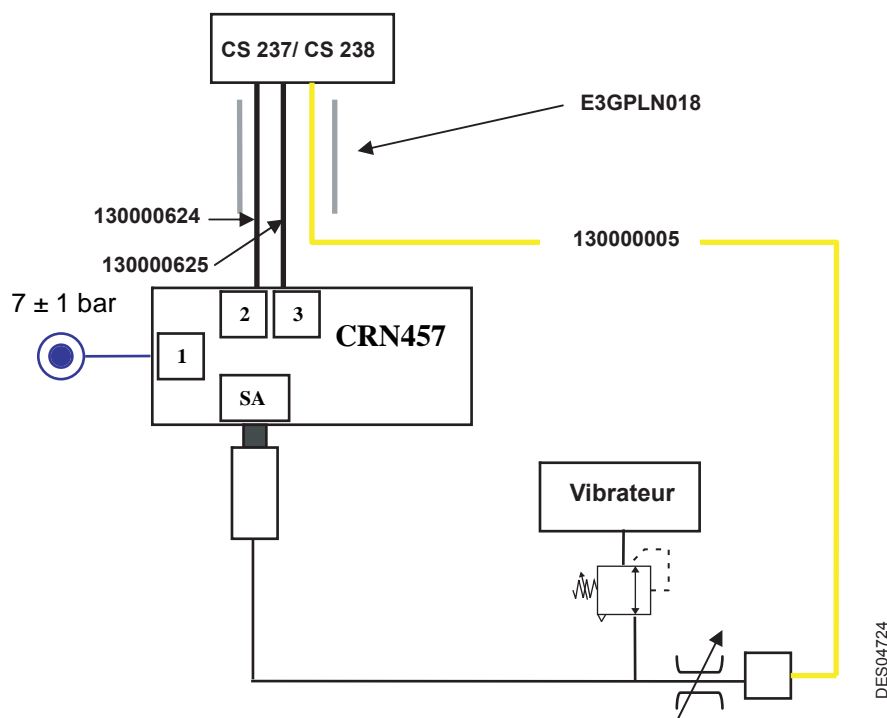 CS 237/ CS 238
E3GPLN018
130000624
130000625
130000005
7 ± 1 bar
2
3
CRN457
1
SA
Vibrateur
DES04724